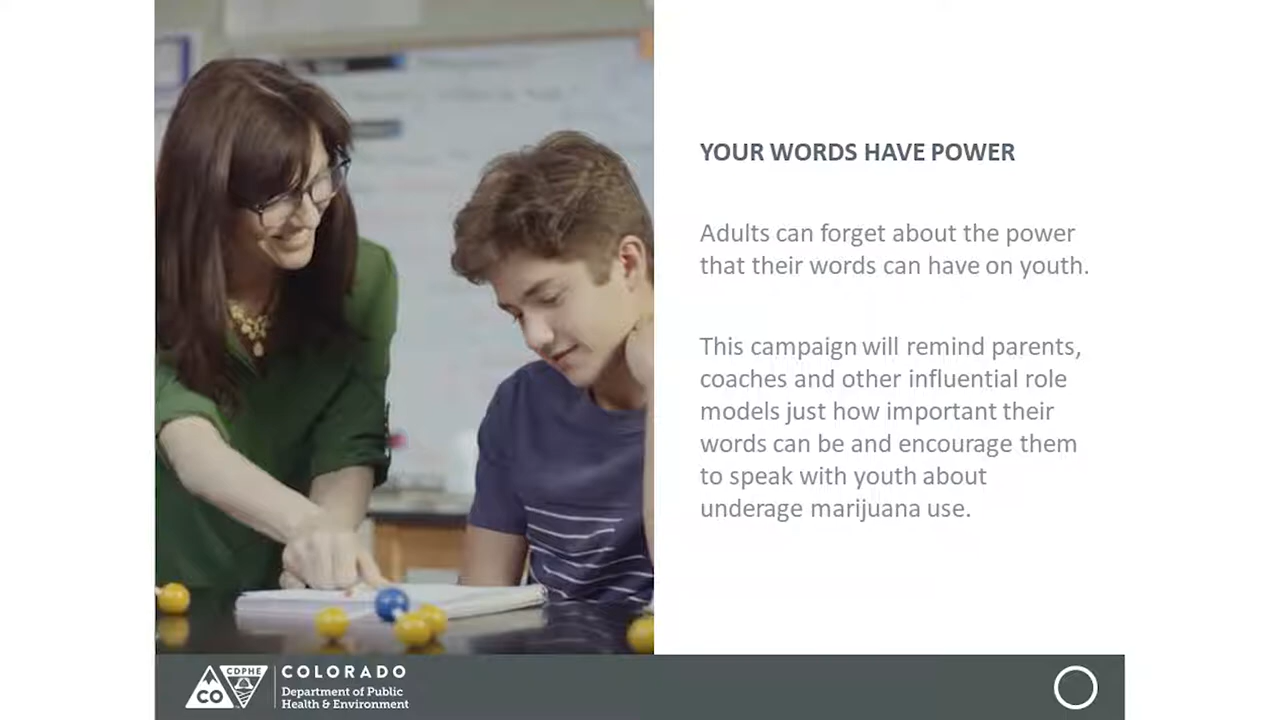 YOUR WORDS HAVE POWER
Adults can forget about the power
that their words can have on youth.
This campaign will remind parents,
coaches and other influential role
models just how important their
words can be and encourage them
to speak with youth about
underage marijuana use.
CO
CDPHE
COLORADO
Department of Public
Health & Environment